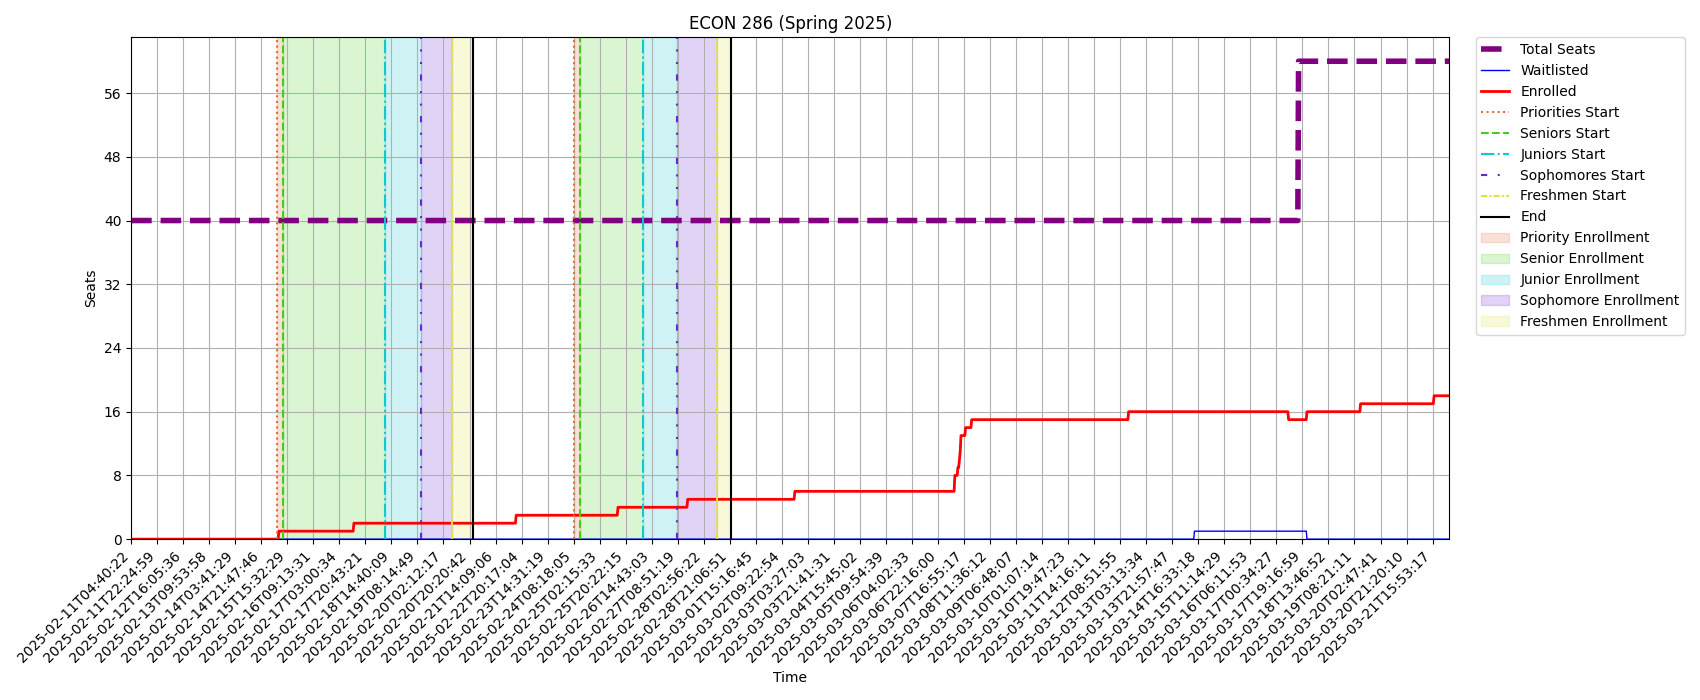 ECON 286 (Spring 2025)
Seats
56
48
40
32
24
16
8
0
2025-02-11T04:40:22
2025-02-11T22:24:59
2025-02-12T16:05:36
2025-02-13T09:53:58
2025-02-14T03:41:29
2025-02-14T21:47:46
2025-02-15T15:32:29
2025-02-16T09:13:31
2025-02-17T03:00:34
2025-02-17T20:43:21
2025-02-18T14:40:09
2025-02-19T08:14:49
2025-02-20T02:12:17
2025-02-20T20:20:42
2025-02-21T14:09:06
2025-02-22T20:17:04
2025-02-23T14:31:19
2025-02-24T08:18:05
2025-02-25T02:15:33
2025-02-25T20:22:15
2025-02-26T14:43:03
2025-02-27T08:51:19
2025-02-28T02:56:22
2025-02-28T21:06:51
2025-03-01T15:16:45
2025-03-02T09:22:54
2025-03-03T03:27:03
2025-03-03T21:41:31
2025-03-04T15:45:02
2025-03-05T09:54:39
2025-03-06T04:02:33
2025-03-06T22:16:00
2025-03-07T16:55:17
2025-03-08T11:36:12
2025-03-09T06:48:07
2025-03-10T01:07:14
2025-03-10T19:47:23
2025-03-11T14:16:11
2025-03-12T08:51:55
2025-03-13T03:13:34
2025-03-13T21:57:47
2025-03-14T16:33:18
2025-03-15T11:14:29
2025-03-16T06:11:53
2025-03-17T00:34:27
2025-03-17T19:16:59
2025-03-18T13:46:52
2025-03-19T08:21:11
2025-03-20T02:47:41
2025-03-20T21:20:10
2025-03-21T15:53:17
Time
Total Seats
Waitlisted
Enrolled
Priorities Start
Seniors Start
Juniors Start
Sophomores Start
Freshmen Start
End
Priority Enrollment
Senior Enrollment
Junior Enrollment
Sophomore Enrollment
Freshmen Enrollment